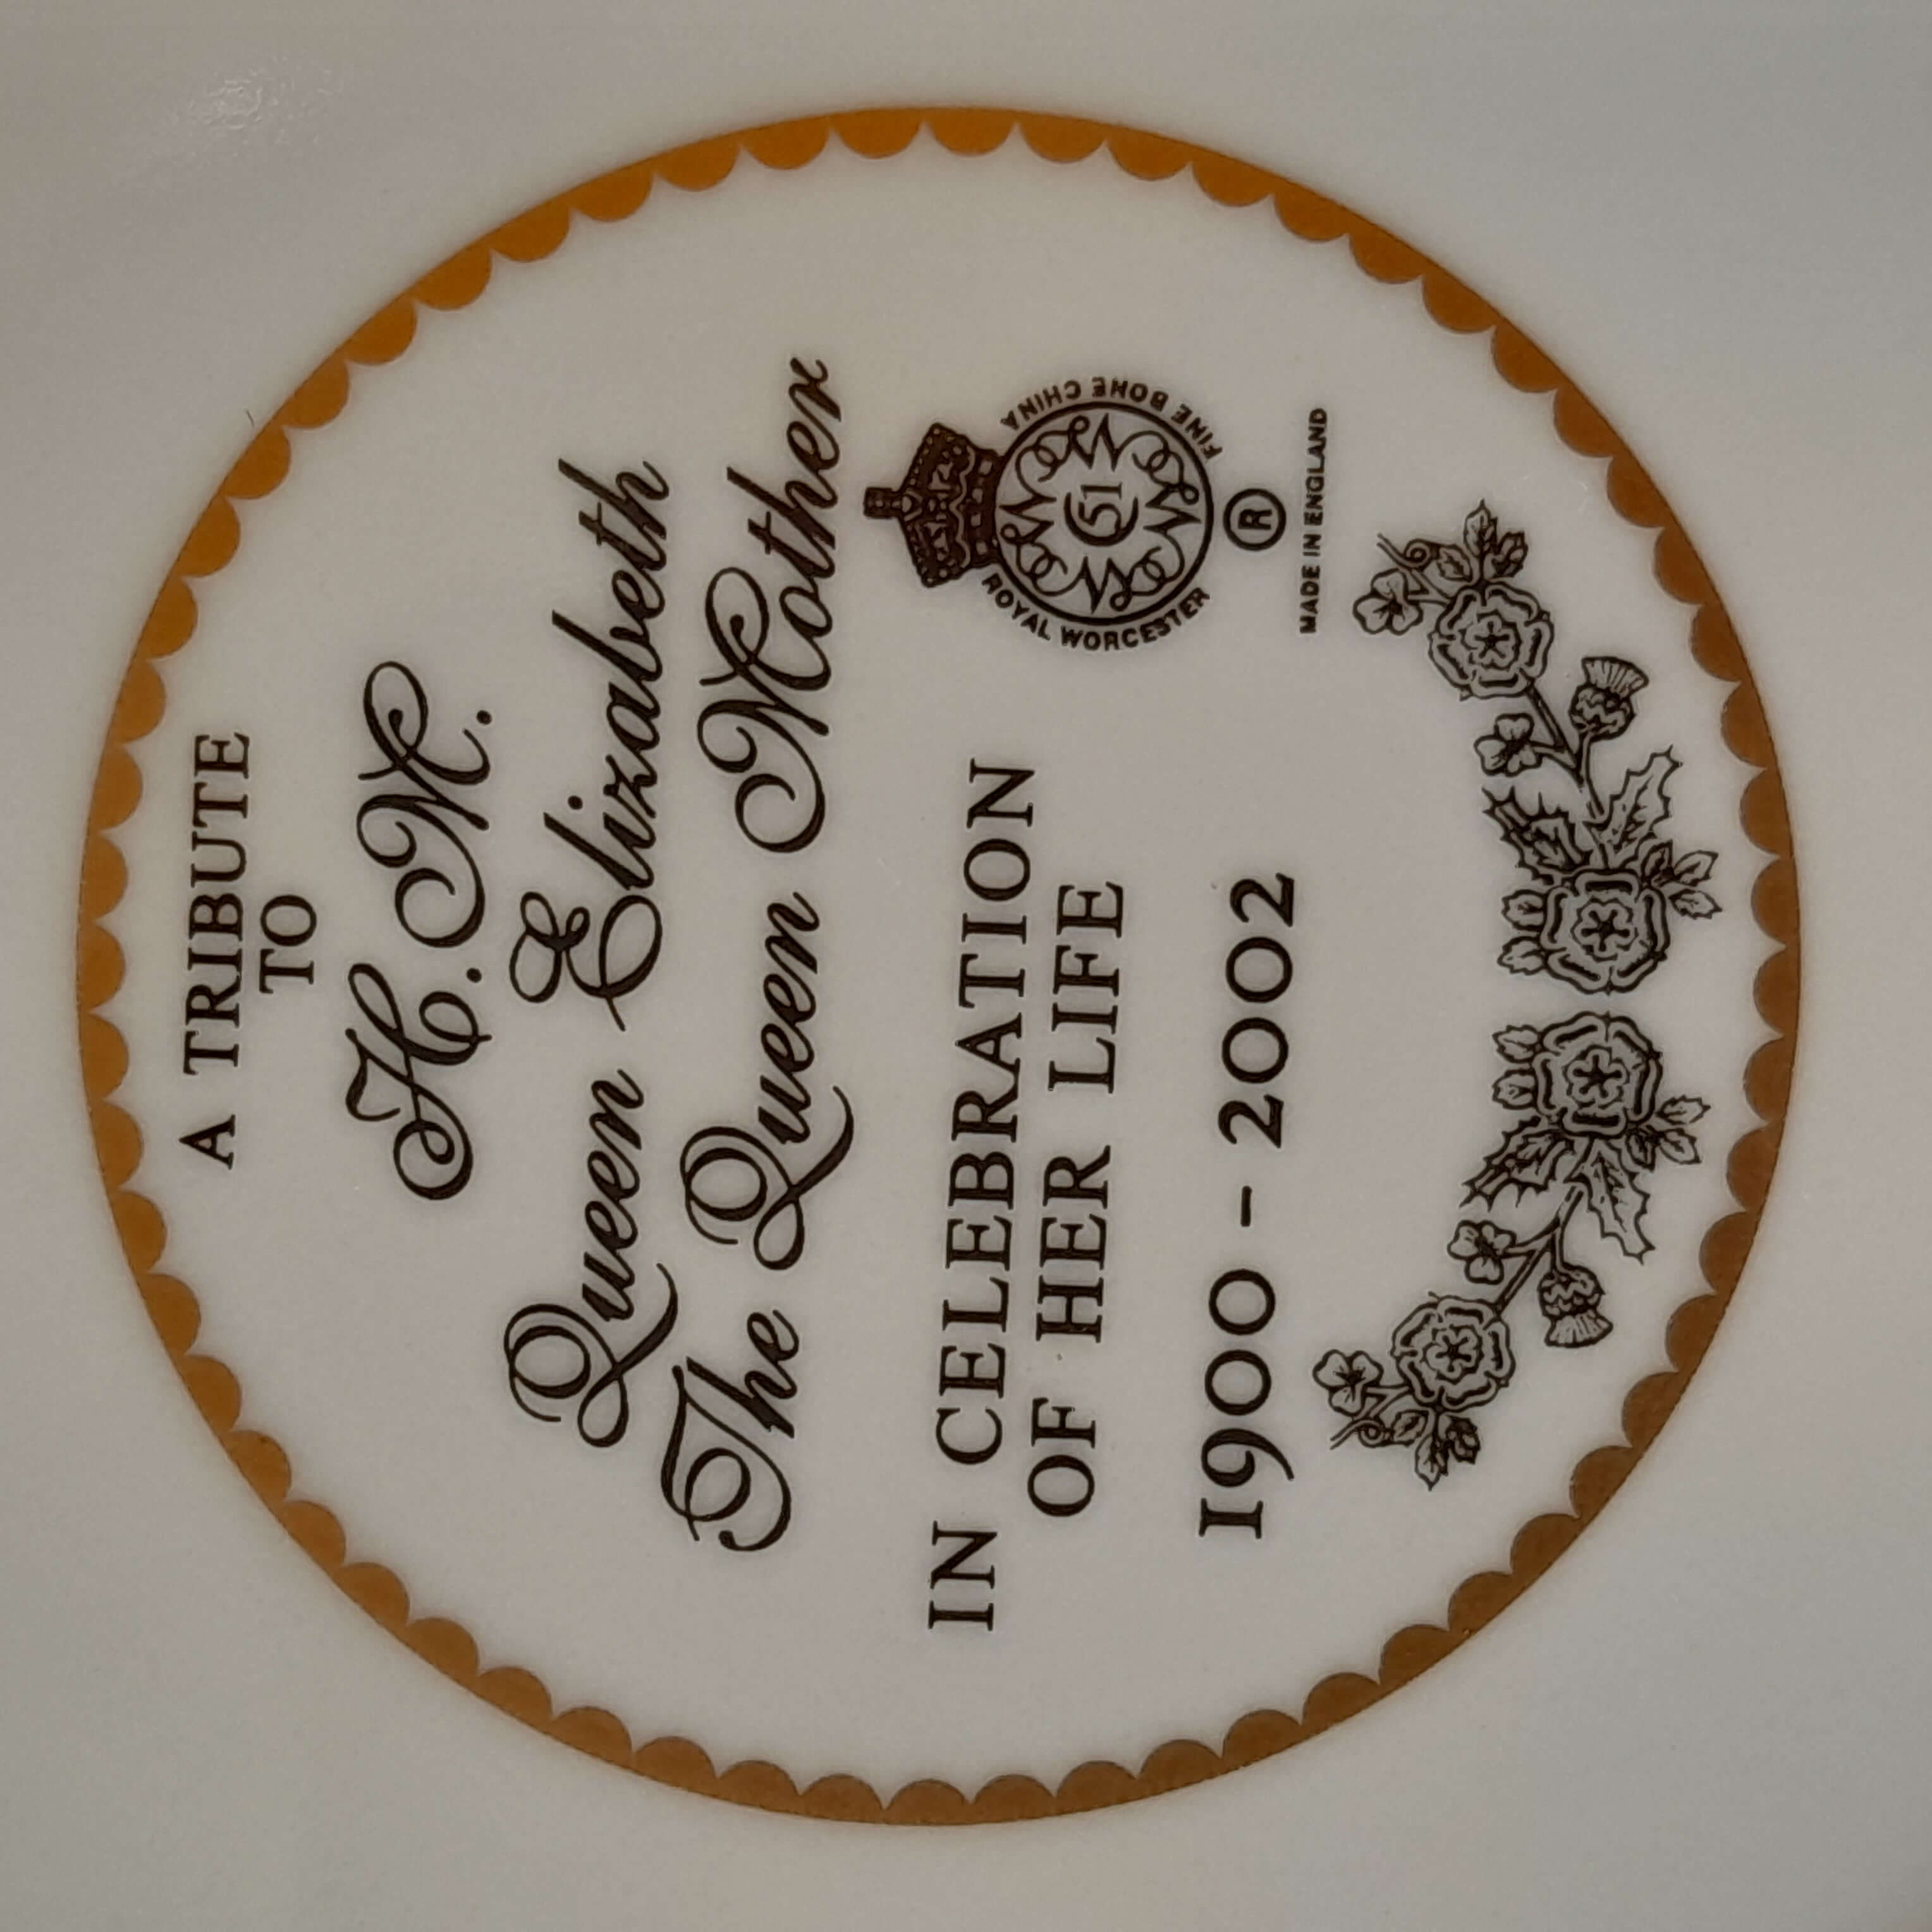 A TRIBUTE
TO
H.M.
Queen Elizabeth
The Queen Mother
IN CELEBRATION
OF HER LIFE
1900 - 2002
ROYAL WORCESTER
FINE BONE CHINA
51
®
MADE IN ENGLAND